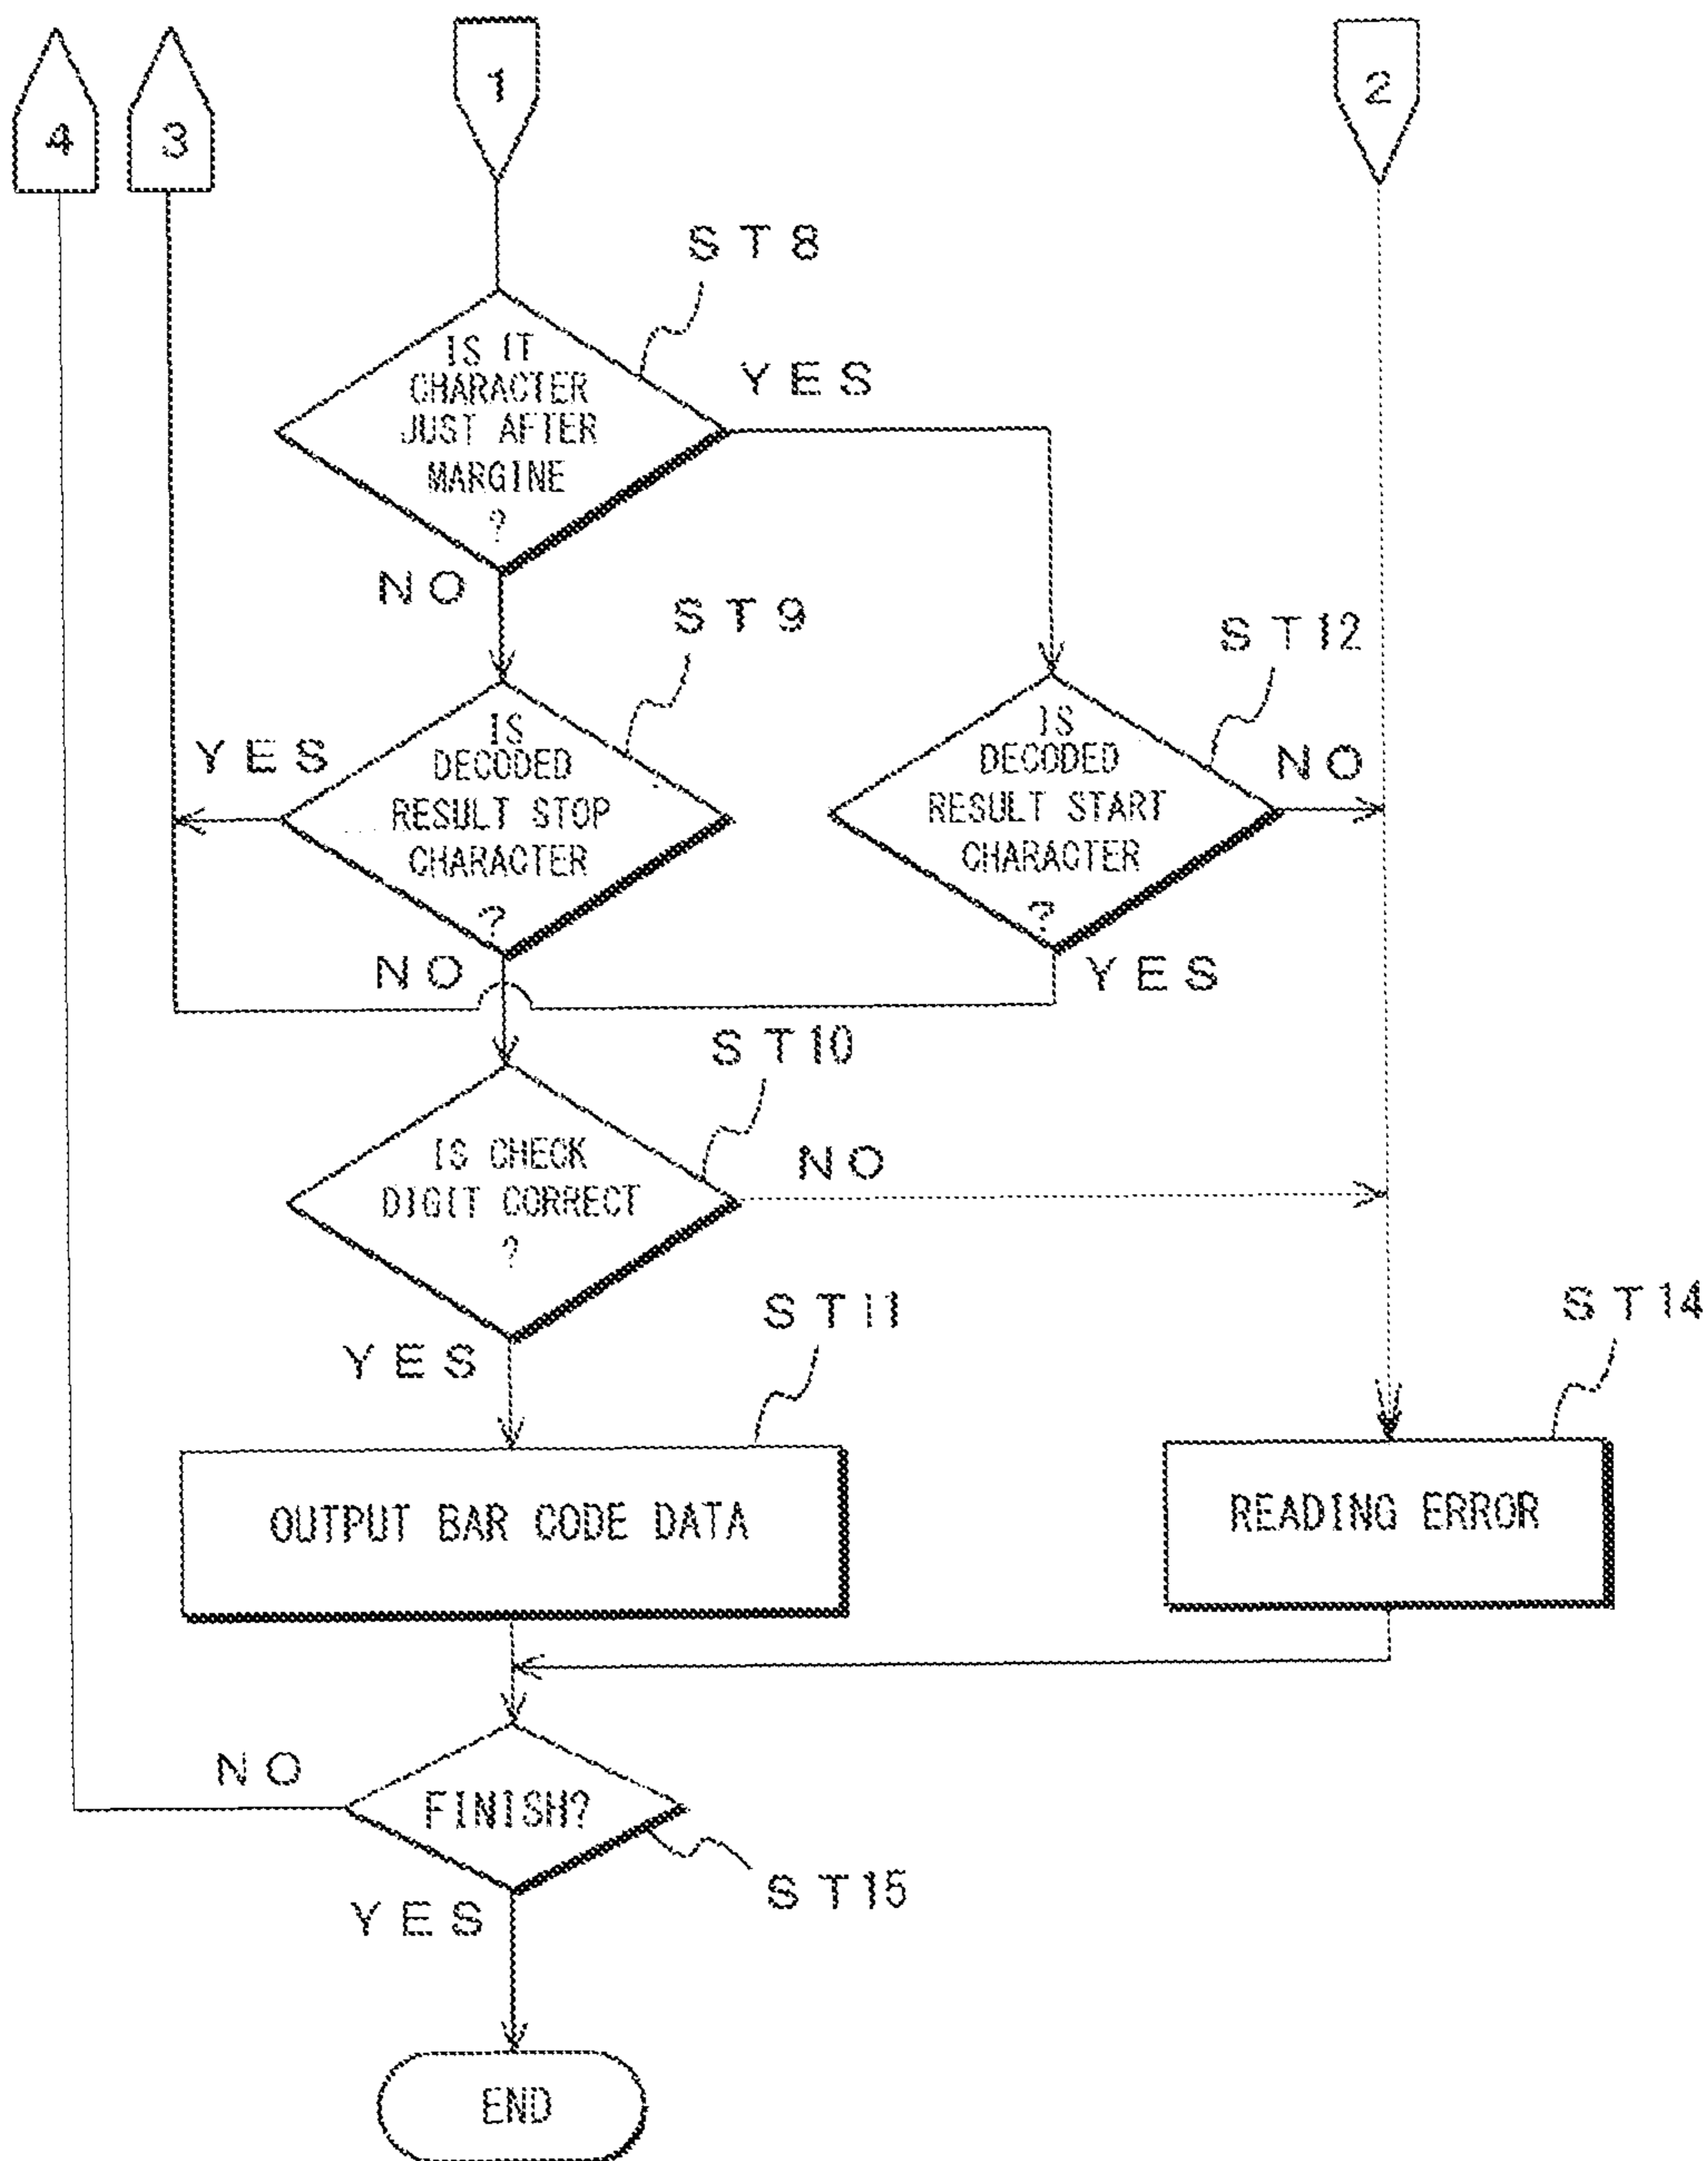 4
3
1
2
ST8
IS IT
CHARACTER
JUST AFTER
MARGINE
?
YES
NO
ST9
ST12
IS
DECODED
RESULT STOP
CHARACTER
?
YES
NO
IS
DECODED
RESULT START
CHARACTER
?
NO
YES
ST10
IS CHECK
DIGIT CORRECT
?
NO
YES
ST11
ST14
OUTPUT BAR CODE DATA
READING ERROR
NO
FINISH?
ST15
YES
END